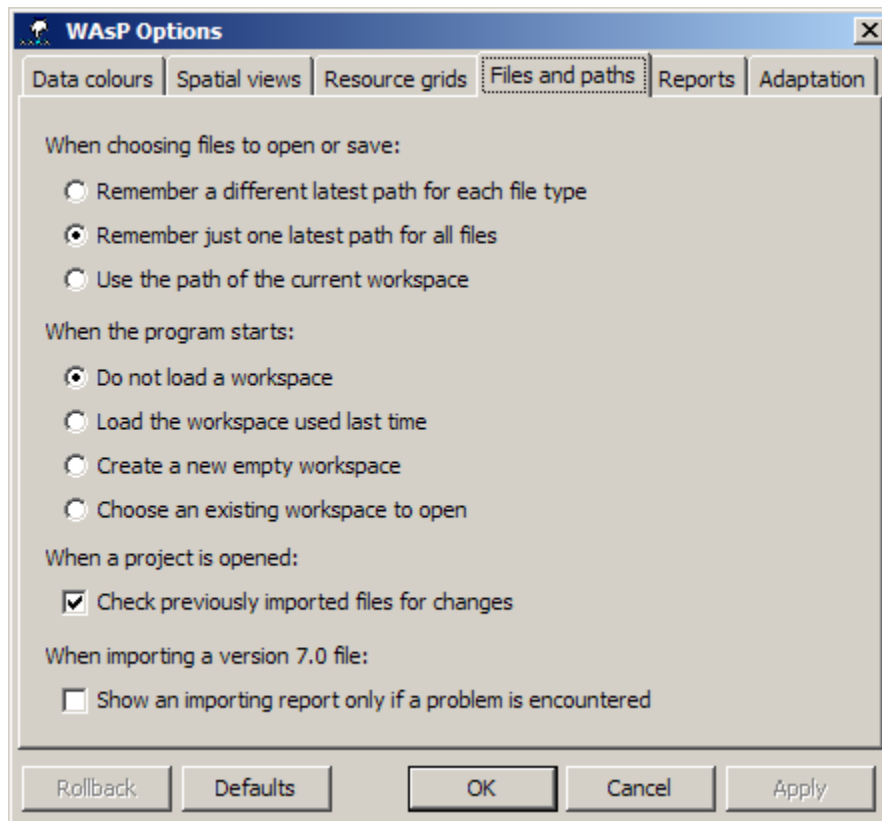 WAsP Options
Data colours Spatial views Resource grids Files and paths Reports Adaptation
When choosing files to open or save:
Remember a different latest path for each file type
Remember just one latest path for all files
Use the path of the current workspace
When the program starts:
Do not load a workspace
Load the workspace used last time
Create a new empty workspace
Choose an existing workspace to open
When a project is opened:
Check previously imported files for changes
When importing a version 7.0 file:
Show an importing report only if a problem is encountered
Rollback Defaults OK Cancel Apply